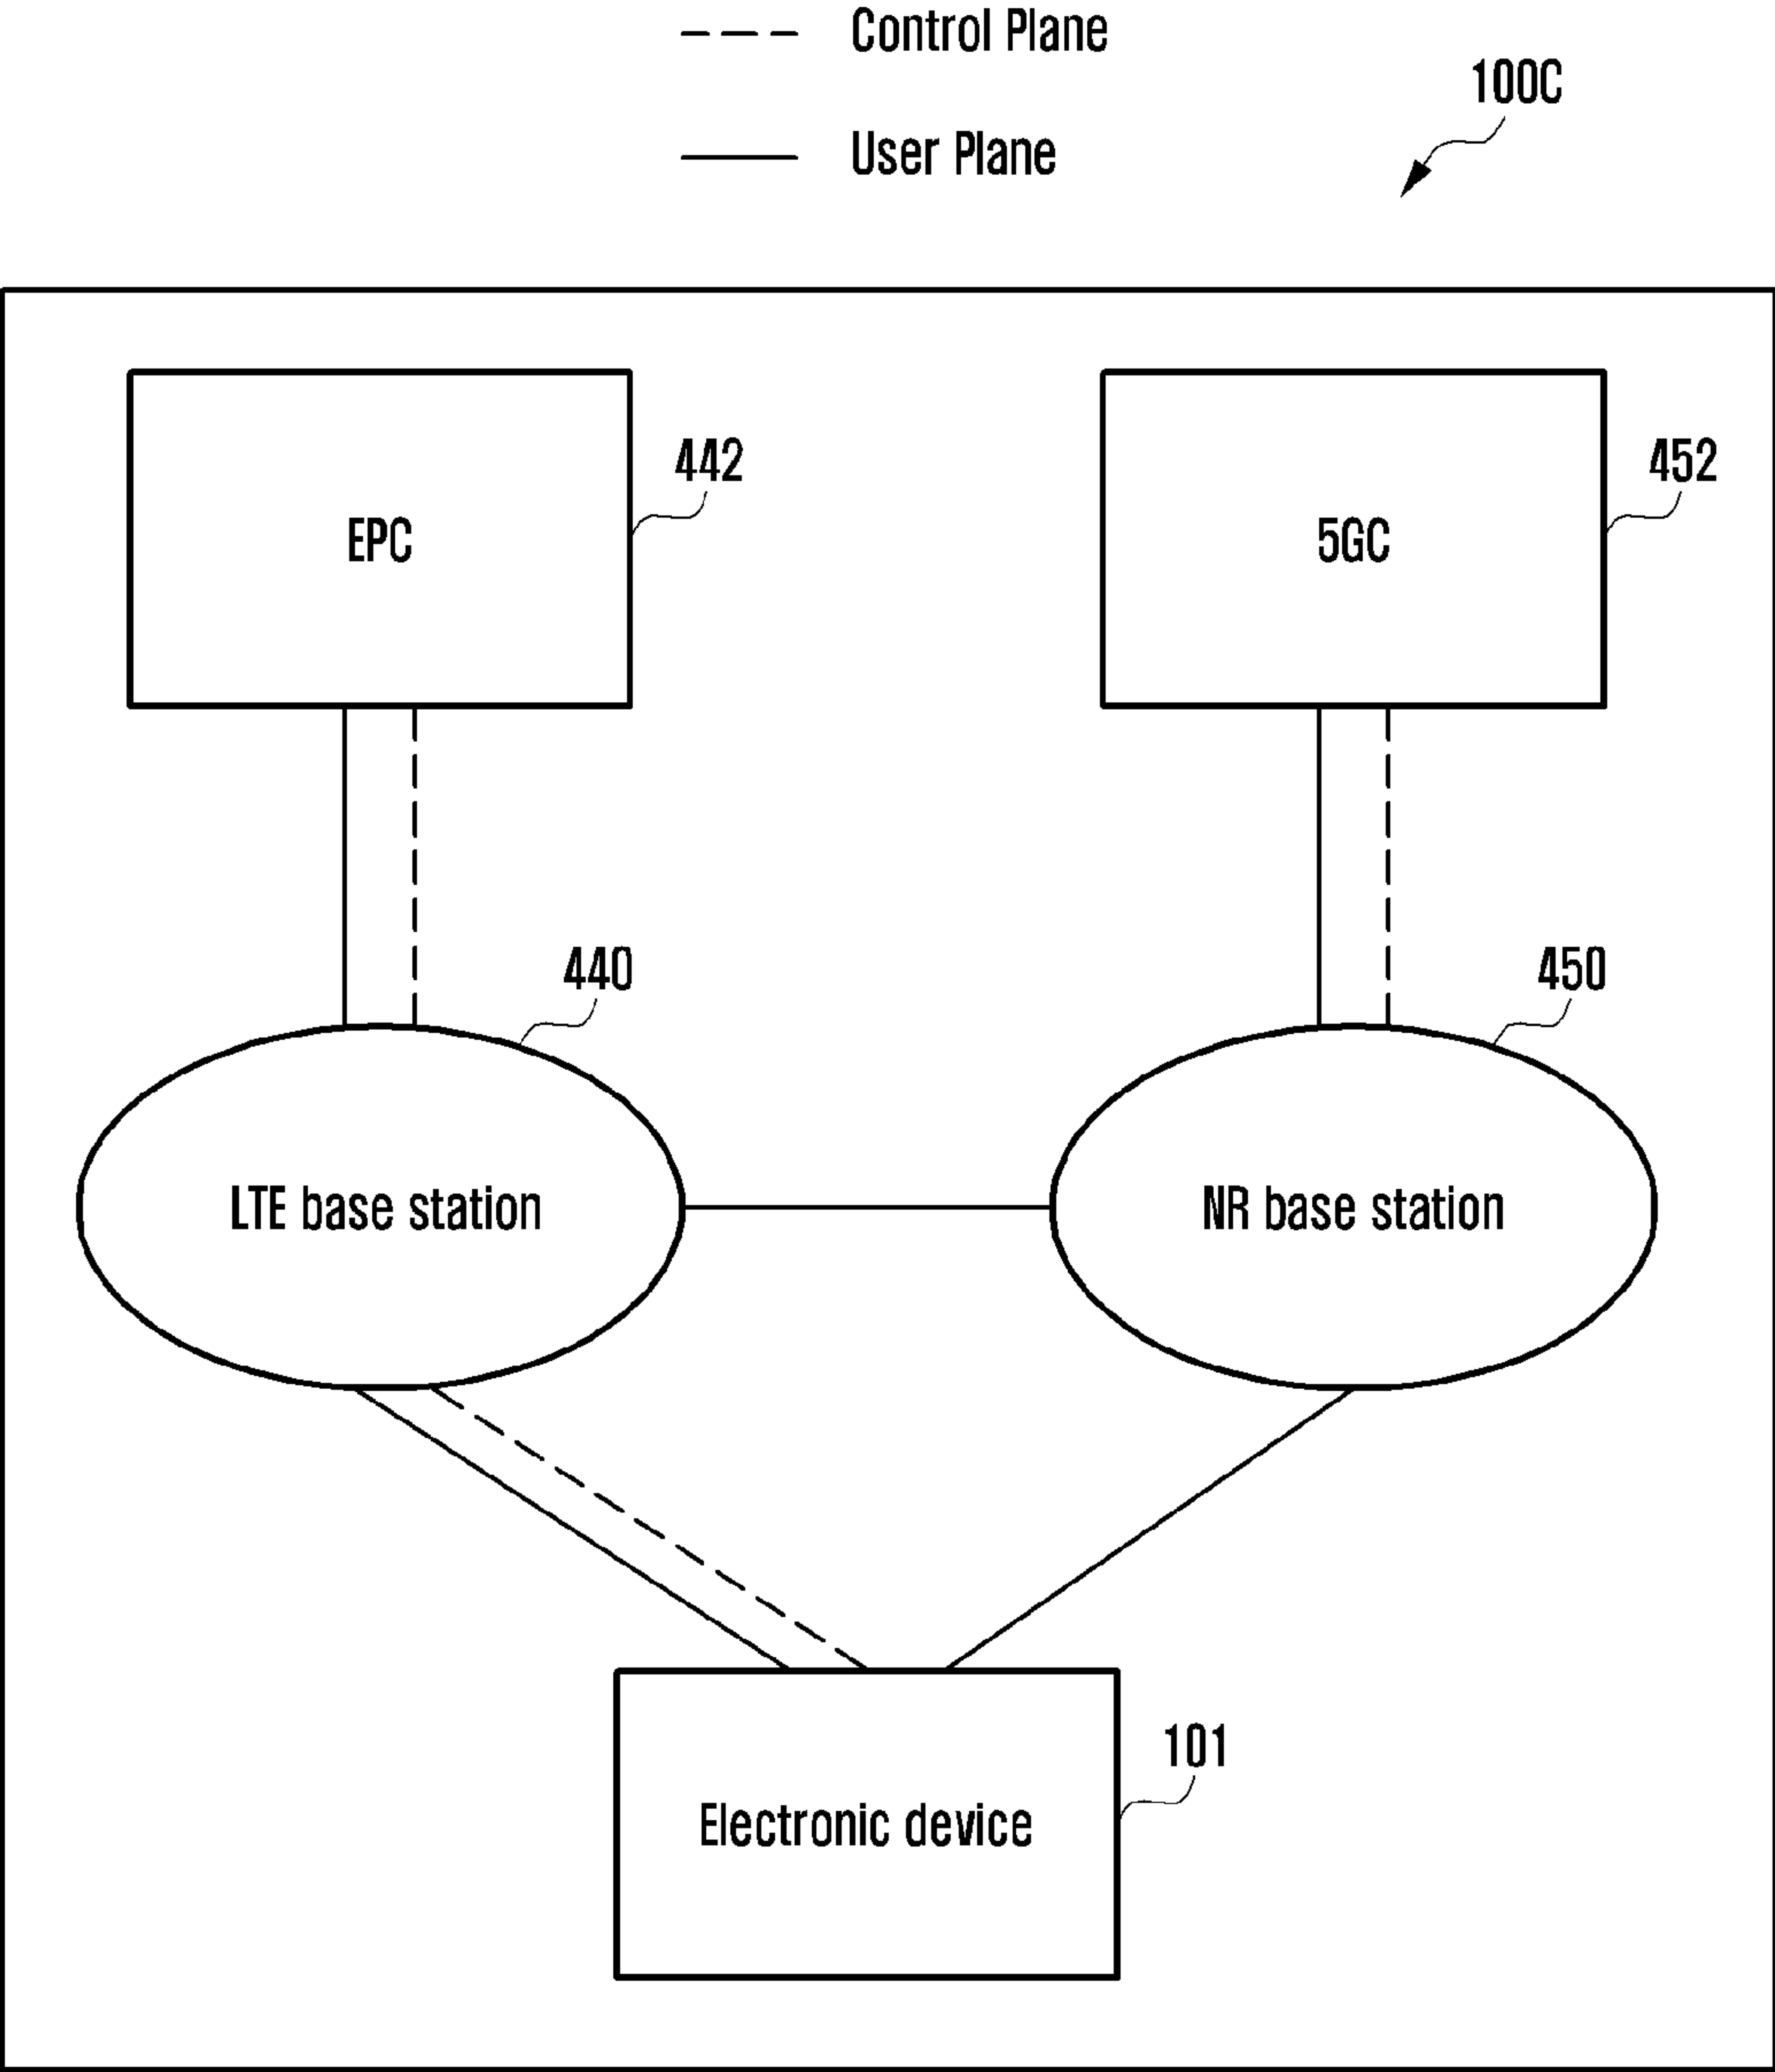 Control Plane
100C
User Plane
442
452
EPC
5GC
440
450
LTE base station
NR base station
101
Electronic device